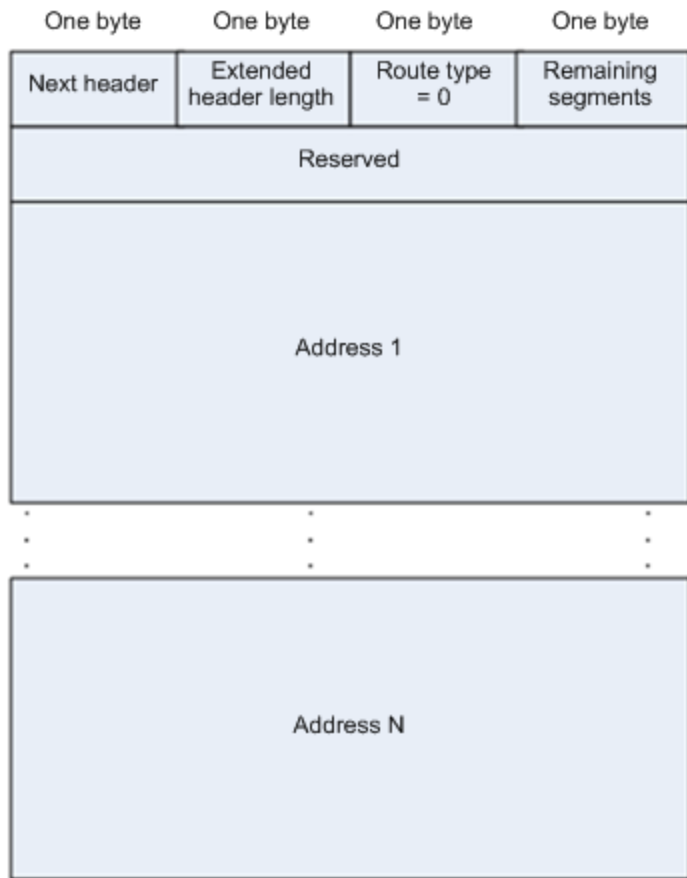 One byte One byte One byte One byte
Next header Extended header length Route type = 0 Remaining segments
Reserved
Address 1
Address N